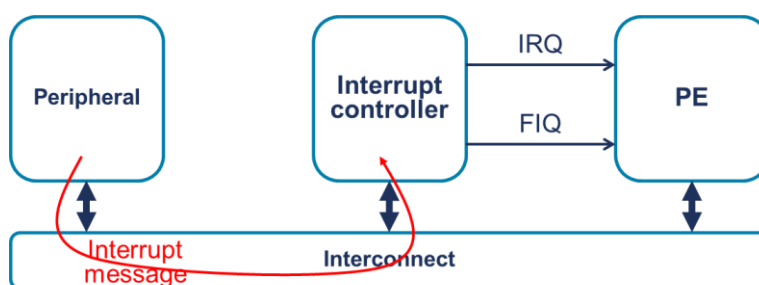 IRQ
Peripheral
Interrupt
controller
PE
FIQ
Interrupt
message
Interconnect